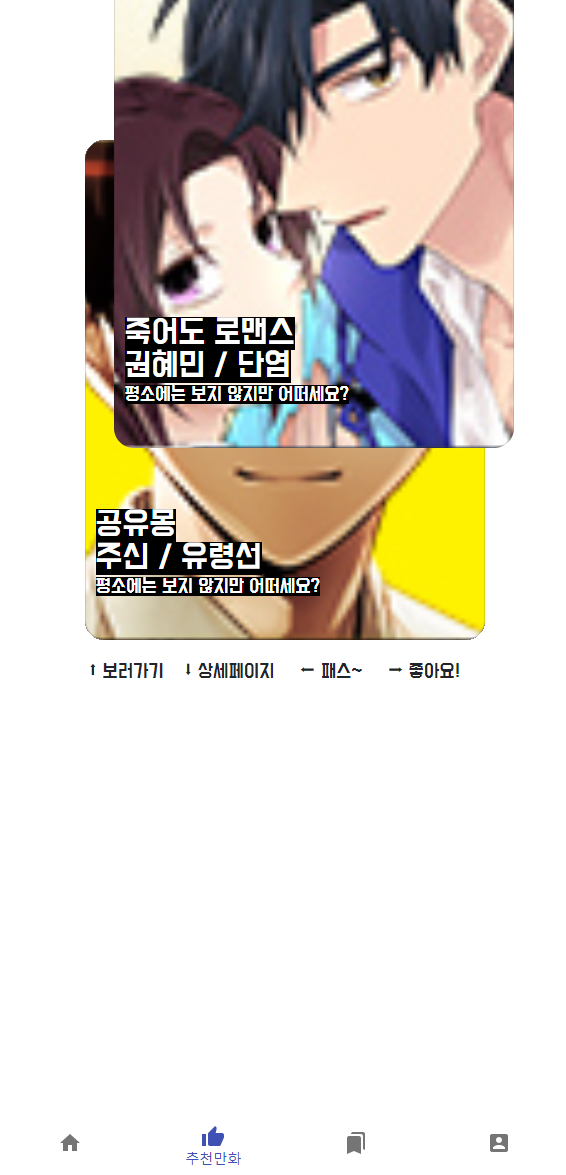 죽어도 로맨스
권혜민 / 단염
평소에는 보지 않지만 어떠세요?
공유몽
주신 / 유령선
평소에는 보지 않지만 어떠세요?
↑ 보러가기 ↓ 상세페이지 ← 패스~ → 좋아요!
추천만화